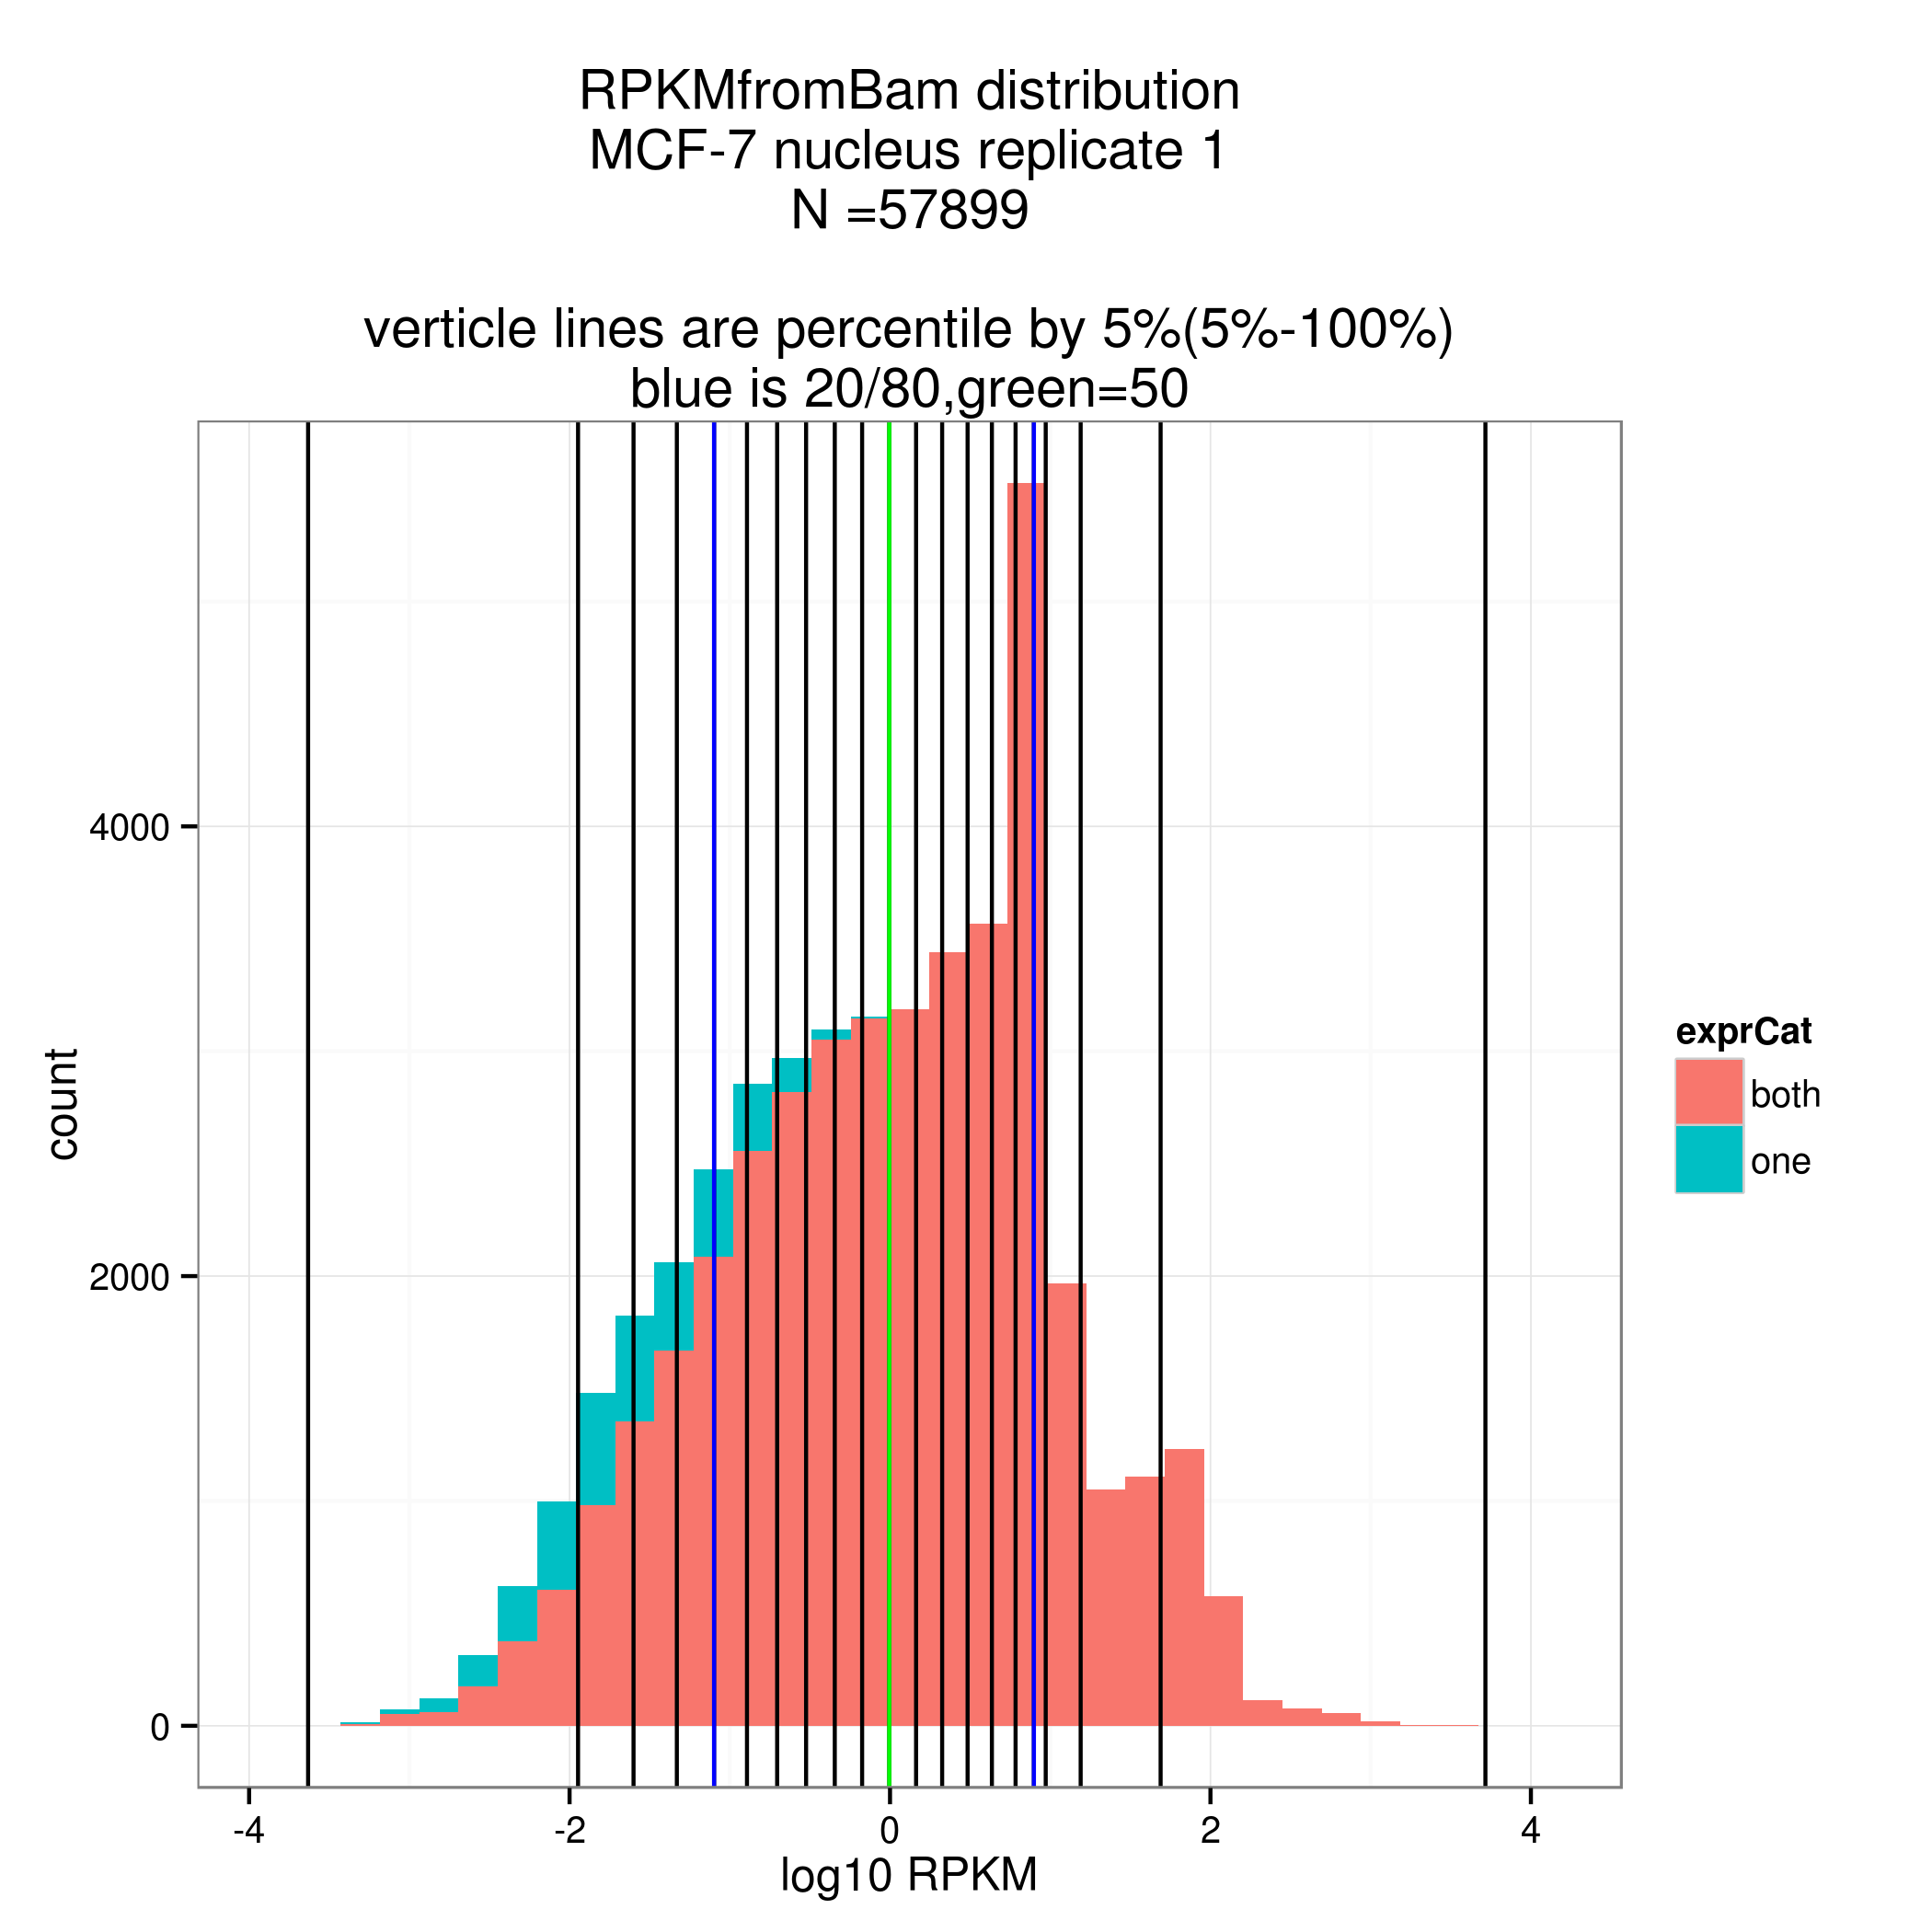 RPKMfromBam distribution
MCF-7 nucleus replicate 1
N =57899
verticle lines are percentile by 5%(5%-100%)
blue is 20/80,green=50
4000
2000
0
count
-4
-2
0
2
4
log10 RPKM
exprCat
both
one